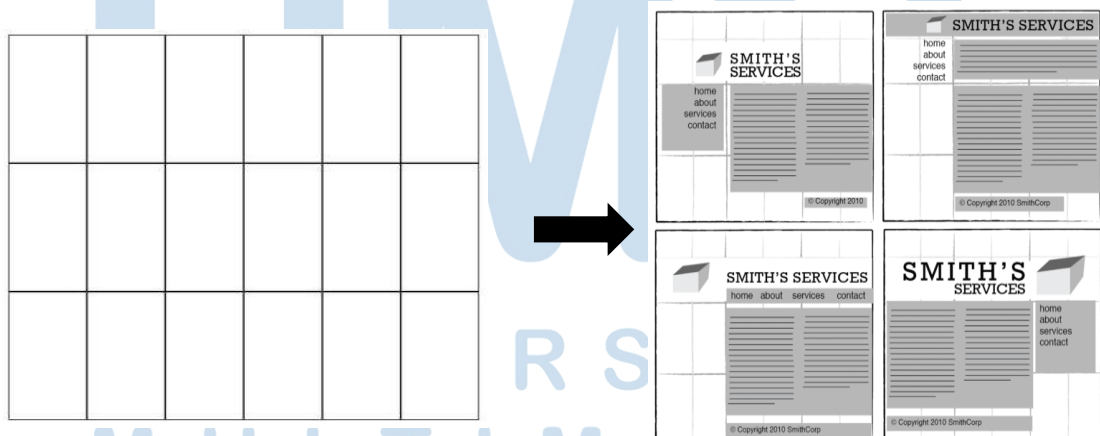 SMITH'S
SERVICES
home
about
services
contact
© Copyright 2010
SMITH'S SERVICES
home
about
services
contact
© Copyright 2010 SmithCorp
SMITH'S SERVICES
home about services contact
© Copyright 2010 SmithCorp
SMITH'S
SERVICES
home
about
services
contact
© Copyright 2010 SmithCorp
R S